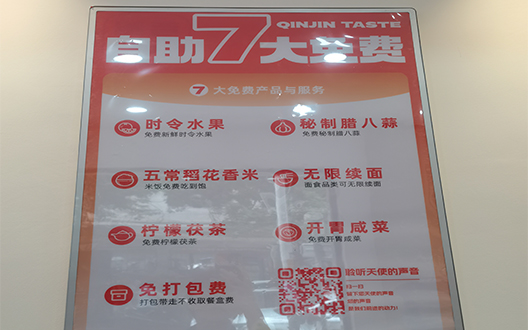 QINJIN TASTE
自助7大免费
7 大免费产品与服务
时令水果
免费新鲜时令水果
秘制腊八蒜
免费秘制腊八蒜
五常稻花香米
米饭免费吃到饱
无限续面
面食品类可无限续面
柠檬茯茶
免费柠檬茯茶
开胃咸菜
免费开胃咸菜
免打包费
打包带走不收取餐盒费
聆听天使的声音
扫一扫